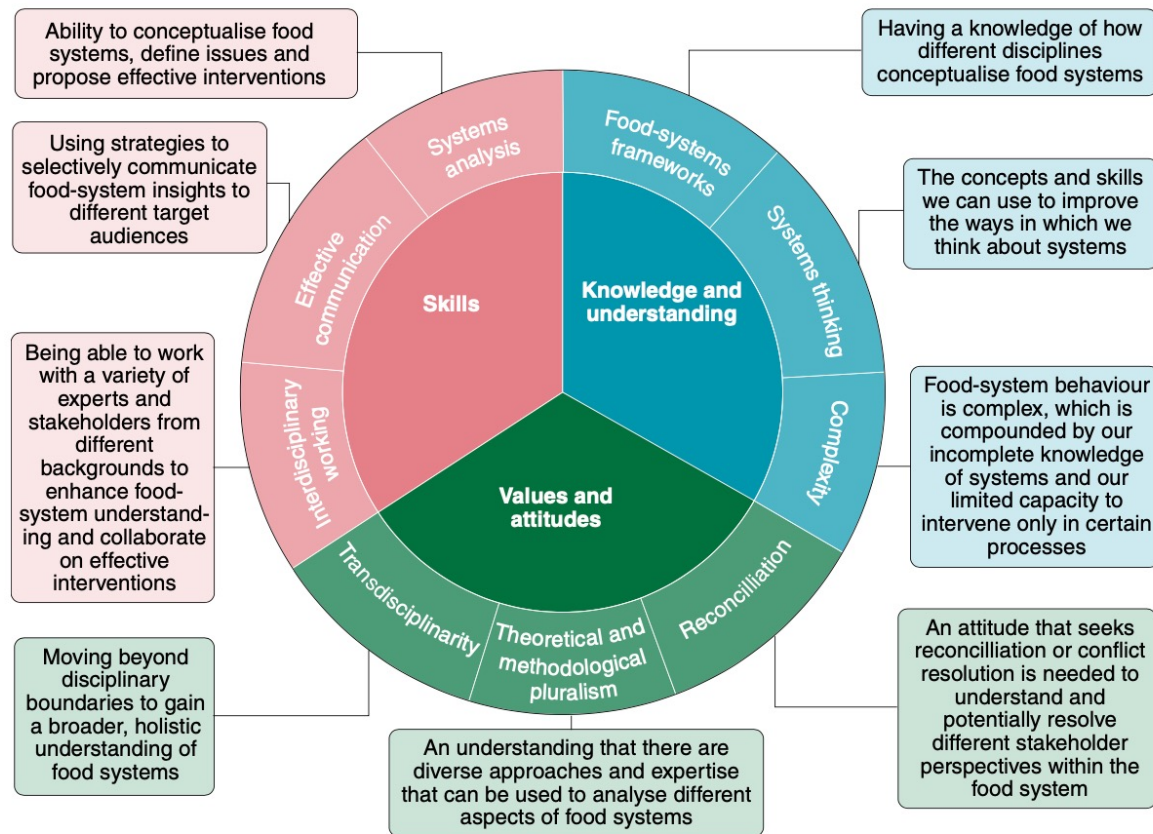 Ability to conceptualise food
systems, define issues and
propose effective interventions
Having a knowledge of how
different disciplines
conceptualise food systems
Using strategies to
selectively communicate
food-system insights to
different target
audiences
The concepts and skills
we can use to improve
the ways in which we
think about systems
Being able to work
with a variety of
experts and
stakeholders from
different
backgrounds to
enhance food-
system understand-
ing and collaborate
on effective
interventions
Food-system behaviour
is complex, which is
compounded by our
incomplete knowledge
of systems and our
limited capacity to
intervene only in certain
processes
Moving beyond
disciplinary
boundaries to gain
a broader, holistic
understanding of
food systems
An understanding that there are
diverse approaches and expertise
that can be used to analyse different
aspects of food systems
An attitude that seeks
reconcilliation or conflict
resolution is needed to
understand and
potentially resolve
different stakeholder
perspectives within the
food system
Skills
Systems
analysis
Effective
communication
Interdisciplinary
working
Knowledge and
understanding
Food-systems
frameworks
Systems thinking
Complexity
Values and
attitudes
Transdisciplinarity
Theoretical and
methodological
pluralism
Reconcilliation